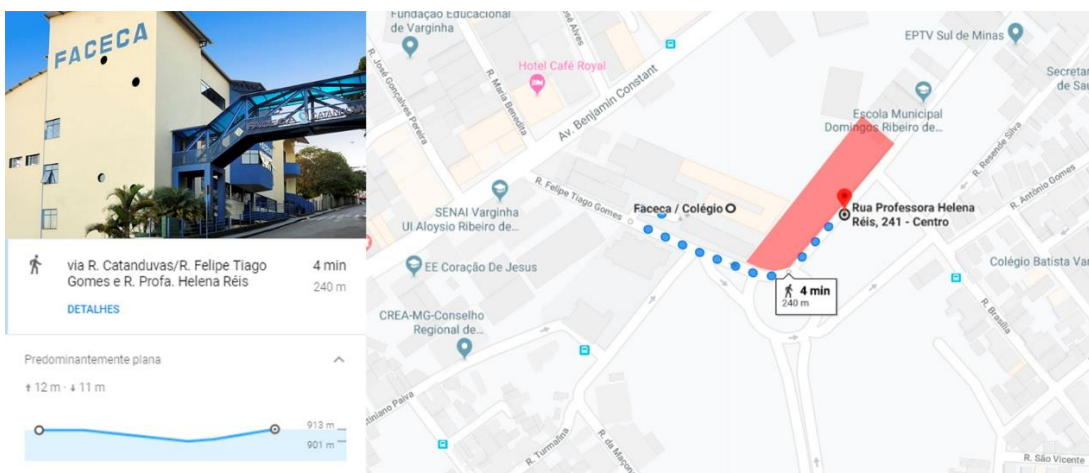 FACECA
via R. Catanduvas/R. Felipe Tiago
Gomes e R. Profa. Helena Réis
4 min
240 m
DETALHES
Predominantemente plana
12 m · 11 m
913 m
901 m
Fundação Educacional
de Varginha
R. José Gonçalves Pereira
R. Maria Benedita
Hotel Café Royal
José Alves
Av. Benjamin Constant
EPTV Sul de Minas
Escola Municipal
Domingos Ribeiro de...
R. Resende Silva
R. Antônio Gomes
R. Felipe Tiago Gomes
Faceca / Colégio
Rua Professora Helena
Réis, 241 - Centro
SENAI Varginha
UI Aloysio Ribeiro de...
EE Coração De Jesus
4 min
240 m
Colégio Batista Var
CREA-MG-Conselho
Regional de...
R. Brasília
tiniano Paiva
R. Turmalina
R. da Maçon
R. São Vicente